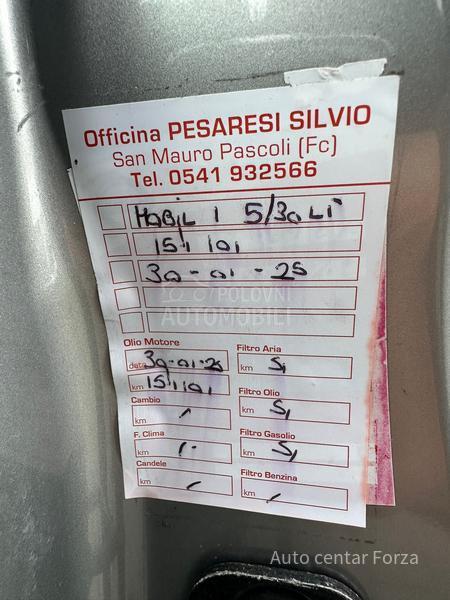 Officina PESARESI SILVIO
San Mauro Pascoli (Fc)
Tel. 0541 932566
MOBIL 1 5/30 Li
151101
30-01-25
POLOVNI
AUTOMOBILI
Olio Motore
data 30-01-25
km 151101
Cambio
km /
F. Clima
km /-
Candele
km /
Filtro Aria
km Si
Filtro Olio
km Si
Filtro Gasolio
km Si
Filtro Benzina
km /
Auto centar Forza